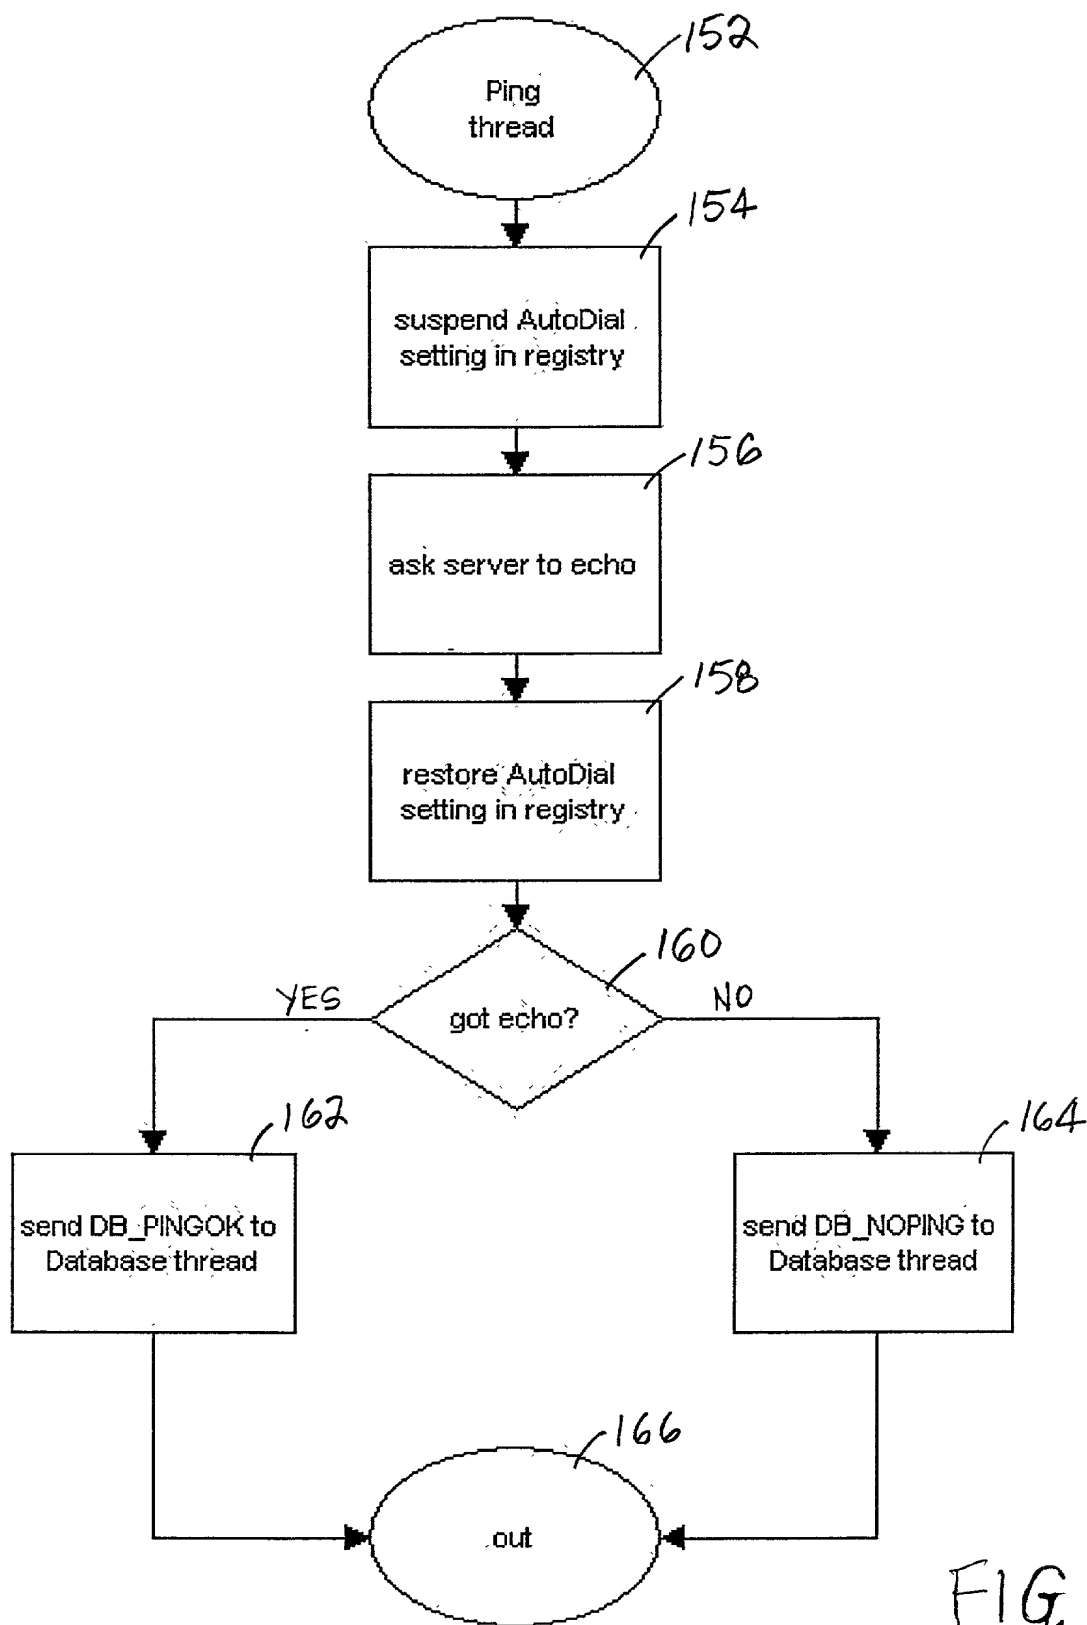 152
Ping
thread
154
suspend AutoDial
setting in registry
156
ask server to echo
158
restore AutoDial
setting in registry
160
YES
got echo?
NO
162
164
send DB_PINGOK to
Database thread
send DB_NOPING to
Database thread
166
out
FIG